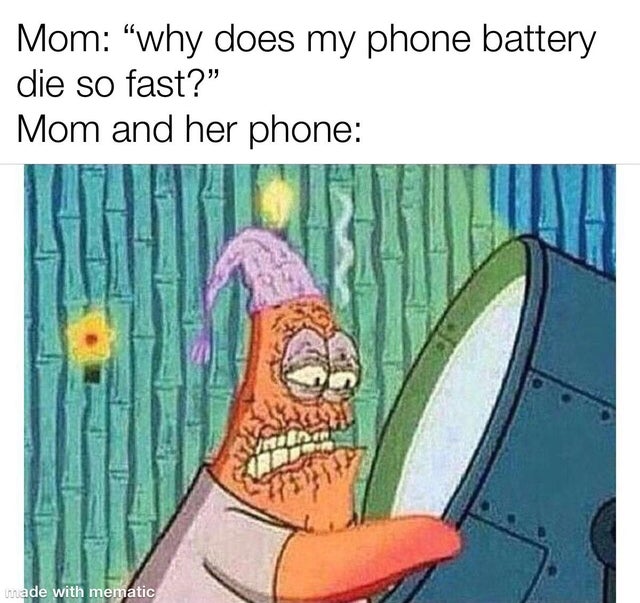 Mom: “why does my phone battery
die so fast?”
Mom and her phone:
made with mematic